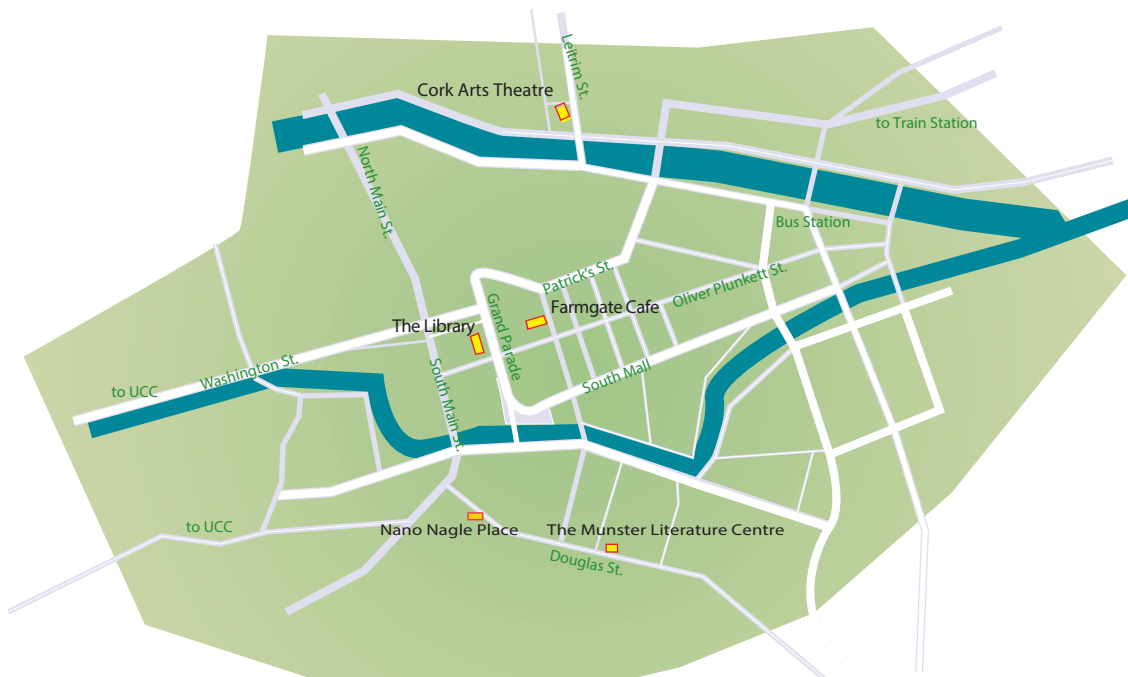 Leitrim St.
Cork Arts Theatre
to Train Station
North Main St.
Bus Station
Patrick's St.
Oliver Plunkett St.
Grand Parade
Farmgate Cafe
The Library
Washington St.
South Main St.
South Mall
to UCC
to UCC
Nano Nagle Place
The Munster Literature Centre
Douglas St.